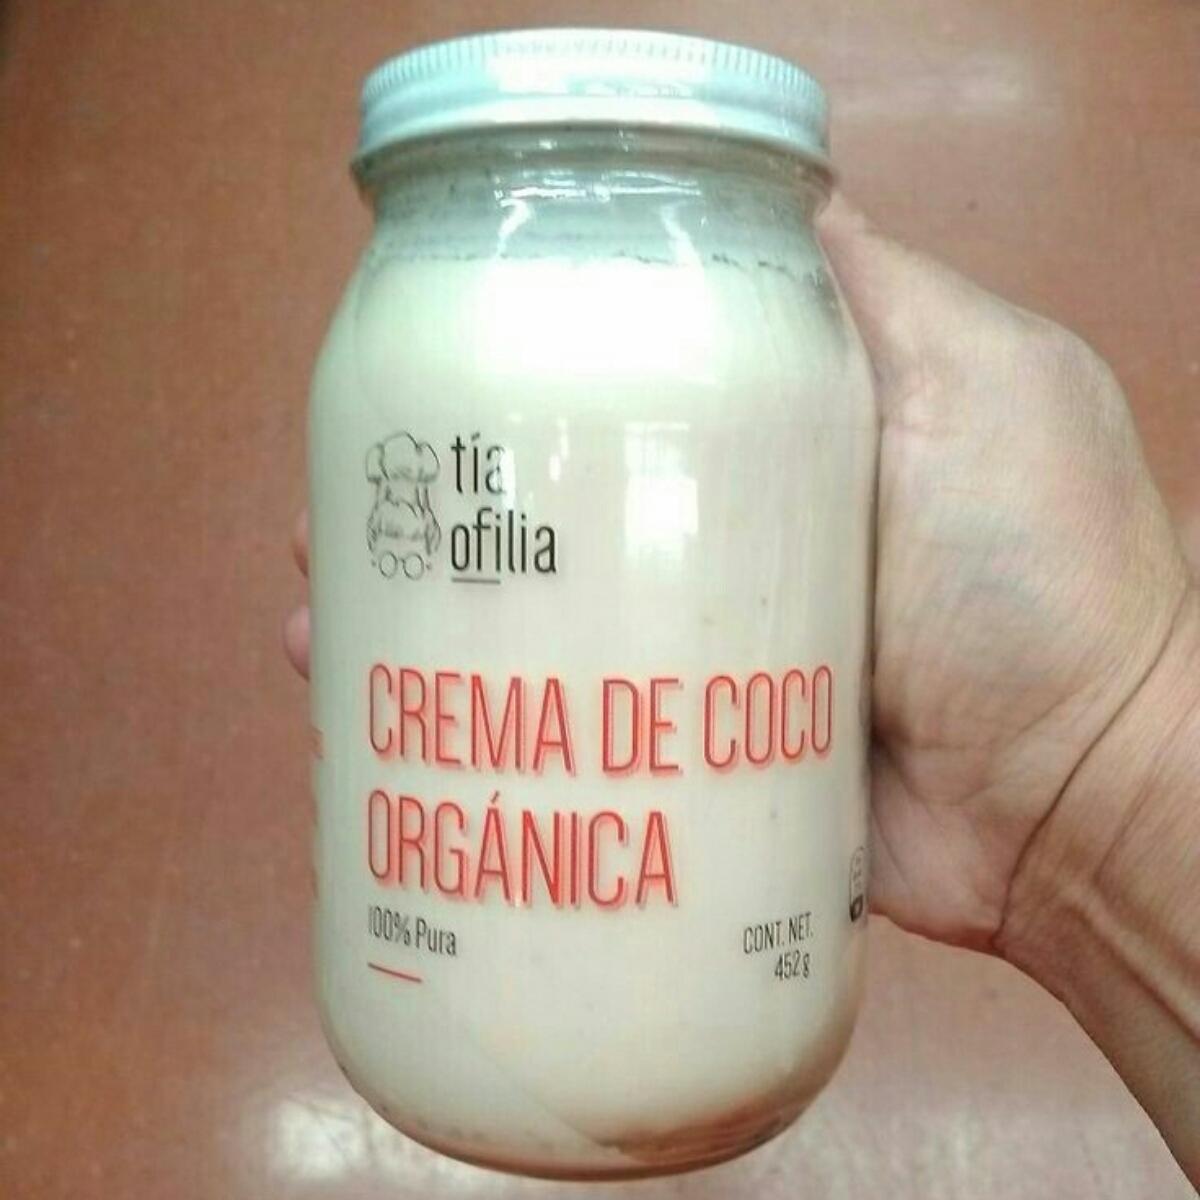 tía
ofilia
CREMA DE COCO
ORGÁNICA
100% Pura
CONT. NET.
452 g